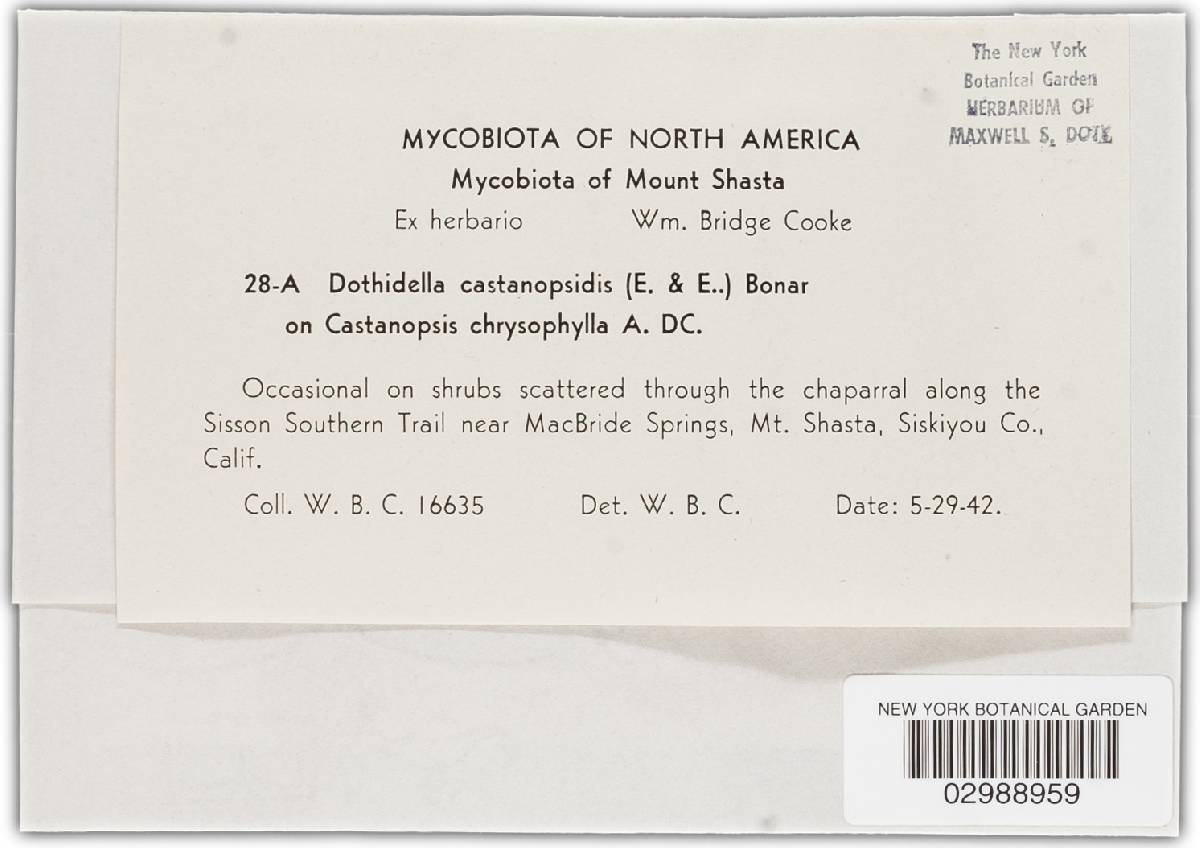 The New York
Botanical Garden
HERBARIUM OF
MAXWELL S. DOTY
MYCOBIOTA OF NORTH AMERICA
Mycobiota of Mount Shasta
Ex herbario Wm. Bridge Cooke
28-A Dothidella castanopsidis (E. & E..) Bonar
on Castanopsis chrysophylla A. DC.
Occasional on shrubs scattered through the chaparral along the
Sisson Southern Trail near MacBride Springs, Mt. Shasta, Siskiyou Co.,
Calif.
Coll. W. B. C. 16635 Det. W. B. C. Date: 5-29-42.
NEW YORK BOTANICAL GARDEN
02988959